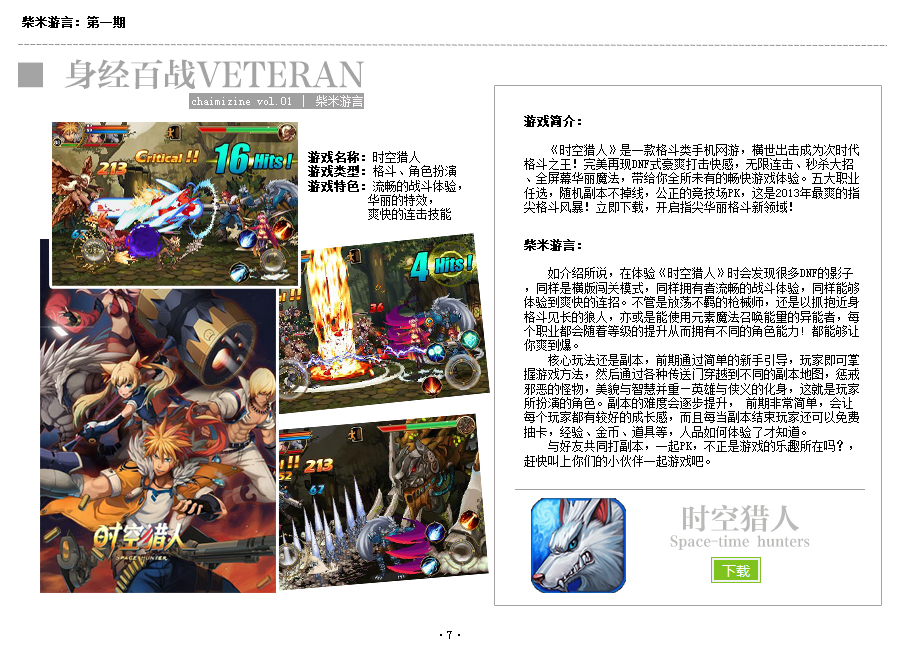 柴米游言：第一期
身经百战VETERAN
chaimizine vol.01 | 柴米游言
游戏名称：时空猎人
游戏类型：格斗、角色扮演
游戏特色：流畅的战斗体验，
华丽的特效，
爽快的连击技能
213
Critical !!
16 Hits !
67
4 Hits !
36
时空猎人
SPACEHUNTER
!! 213
52
67
游戏简介：
《时空猎人》是一款格斗类手机网游，横世出击成为次时代
格斗之王！完美再现DNF式豪爽打击快感，无限连击、秒杀大招
、全屏幕华丽魔法，带给你全所未有的畅快游戏体验。五大职业
任选，随机副本不掉线，公正的竞技场PK，这是2013年最爽的指
尖格斗风暴！立即下载，开启指尖华丽格斗新领域！
柴米游言：
如介绍所说，在体验《时空猎人》时会发现很多DNF的影子
，同样是横版闯关模式，同样拥有者流畅的战斗体验，同样能够
体验到爽快的连招。不管是放荡不羁的枪械师，还是以抓抱近身
格斗见长的狼人，亦或是能使用元素魔法召唤能量的异能者，每
个职业都会随着等级的提升从而拥有不同的角色能力！都能够让
你爽到爆。
核心玩法还是副本，前期通过简单的新手引导，玩家即可掌
握游戏方法，然后通过各种传送门穿越到不同的副本地图，惩戒
邪恶的怪物，美貌与智慧并重－英雄与侠义的化身，这就是玩家
所扮演的角色。副本的难度会逐步提升， 前期非常简单，会让
每个玩家都有较好的成长感，而且每当副本结束玩家还可以免费
抽卡，经验、金币、道具等，人品如何体验了才知道。
与好友共同打副本，一起PK，不正是游戏的乐趣所在吗？，
赶快叫上你们的小伙伴一起游戏吧。
时空猎人
Space-time hunters
下载
·7·